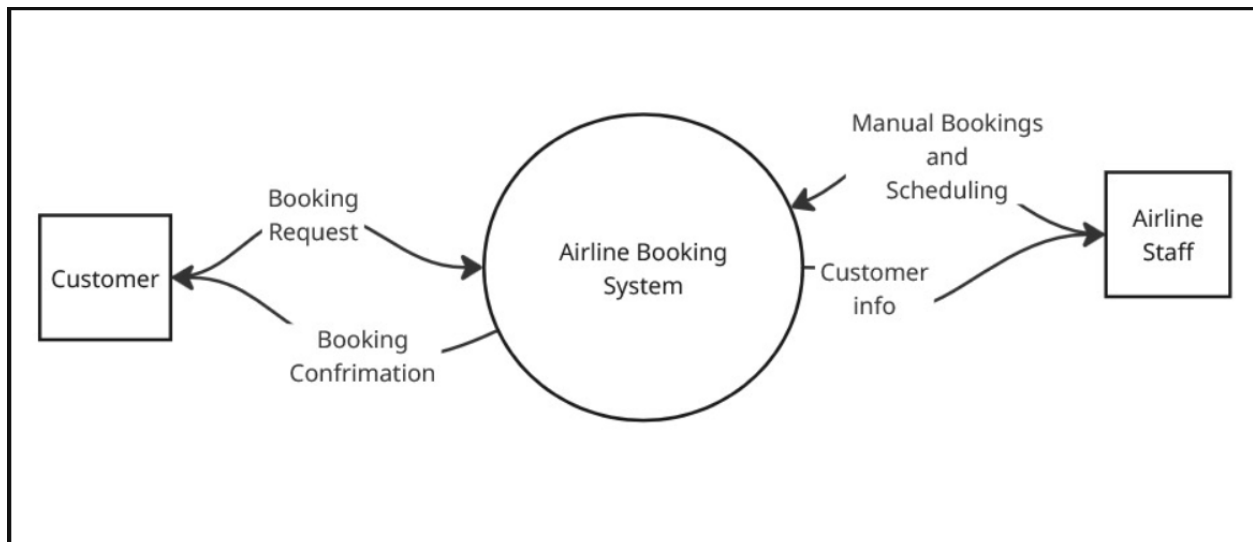 Customer
Booking
Request
Booking
Confrimation
Airline Booking
System
Manual Bookings
and
Scheduling
Customer
info
Airline
Staff